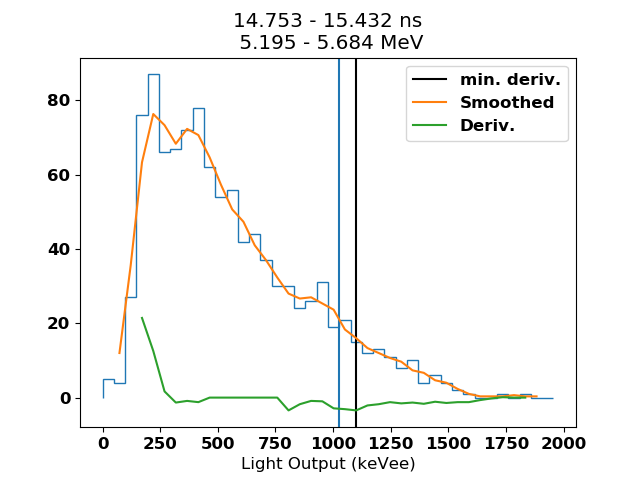 14.753 - 15.432 ns
5.195 - 5.684 MeV
min. deriv.
Smoothed
Deriv.
80
60
40
20
0
0 250 500 750 1000 1250 1500 1750 2000
Light Output (keVee)